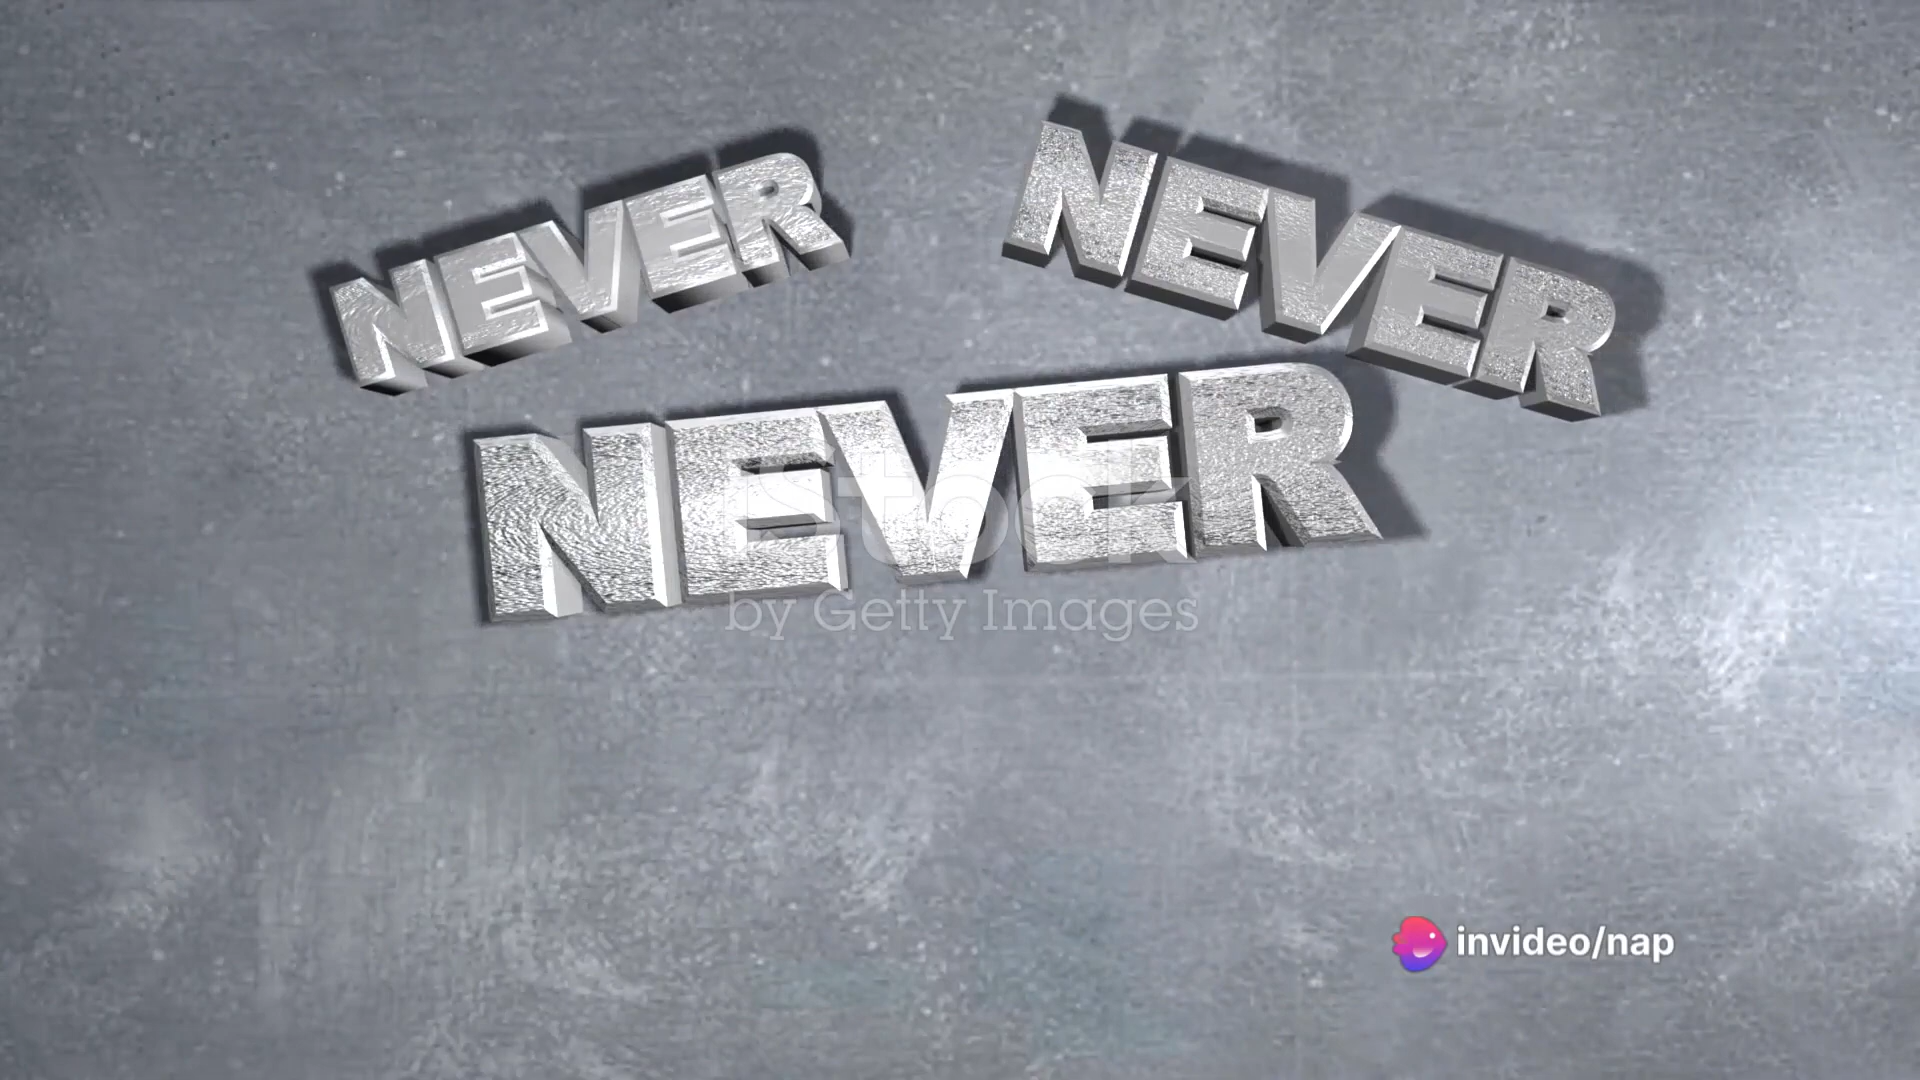 NEVER
NEVER
NEVER
iStock
by Getty Images
invideo/nap